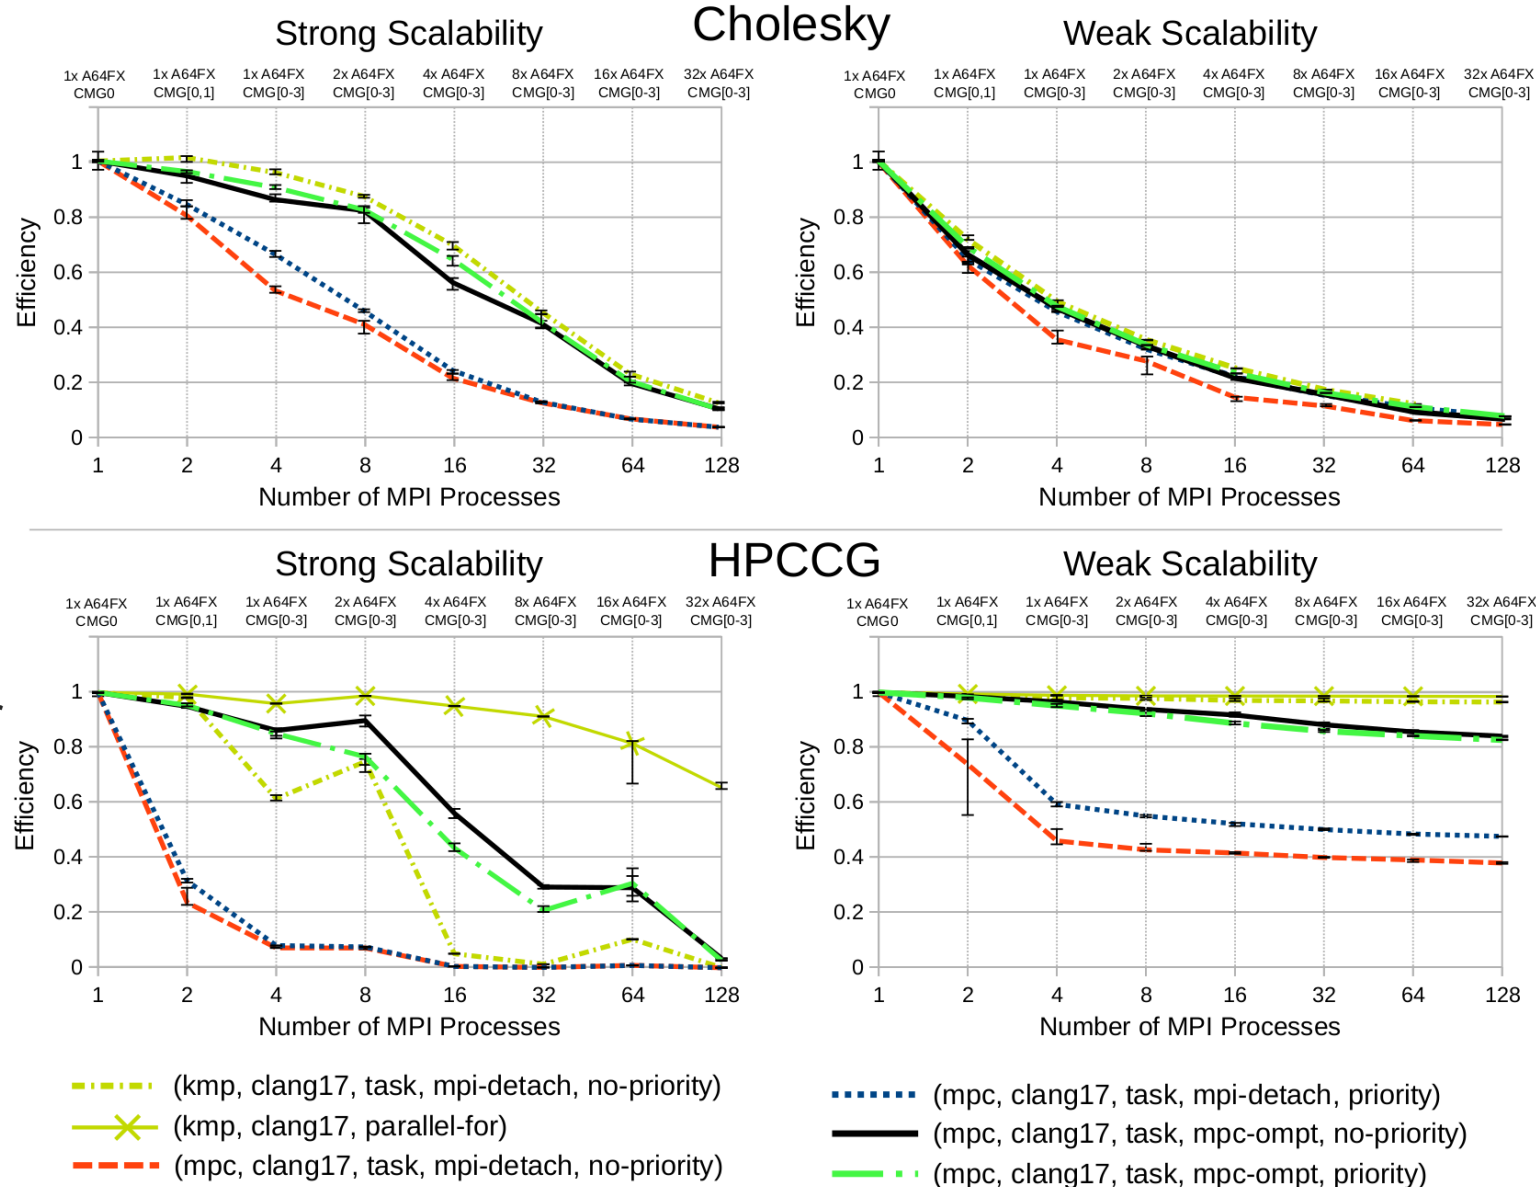 Cholesky
Strong Scalability
1x A64FX CMG0
1x A64FX CMG[0,1]
1x A64FX CMG[0-3]
2x A64FX CMG[0-3]
4x A64FX CMG[0-3]
8x A64FX CMG[0-3]
16x A64FX CMG[0-3]
32x A64FX CMG[0-3]
Efficiency
1
0.8
0.6
0.4
0.2
0
1 2 4 8 16 32 64 128
Number of MPI Processes
Weak Scalability
1x A64FX CMG0
1x A64FX CMG[0,1]
1x A64FX CMG[0-3]
2x A64FX CMG[0-3]
4x A64FX CMG[0-3]
8x A64FX CMG[0-3]
16x A64FX CMG[0-3]
32x A64FX CMG[0-3]
Efficiency
1
0.8
0.6
0.4
0.2
0
1 2 4 8 16 32 64 128
Number of MPI Processes
HPCCG
Strong Scalability
1x A64FX CMG0
1x A64FX CMG[0,1]
1x A64FX CMG[0-3]
2x A64FX CMG[0-3]
4x A64FX CMG[0-3]
8x A64FX CMG[0-3]
16x A64FX CMG[0-3]
32x A64FX CMG[0-3]
Efficiency
1
0.8
0.6
0.4
0.2
0
1 2 4 8 16 32 64 128
Number of MPI Processes
Weak Scalability
1x A64FX CMG0
1x A64FX CMG[0,1]
1x A64FX CMG[0-3]
2x A64FX CMG[0-3]
4x A64FX CMG[0-3]
8x A64FX CMG[0-3]
16x A64FX CMG[0-3]
32x A64FX CMG[0-3]
Efficiency
1
0.8
0.6
0.4
0.2
0
1 2 4 8 16 32 64 128
Number of MPI Processes
(kmp, clang17, task, mpi-detach, no-priority)
(kmp, clang17, parallel-for)
(mpc, clang17, task, mpi-detach, no-priority)
(mpc, clang17, task, mpi-detach, priority)
(mpc, clang17, task, mpc-ompt, no-priority)
(mpc, clang17, task, mpc-ompt, priority)